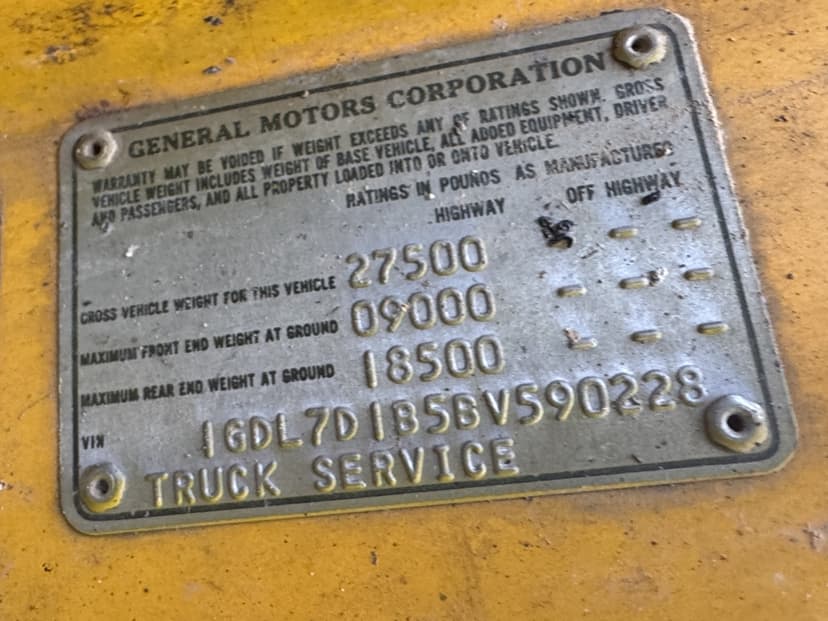 GENERAL MOTORS CORPORATION
WARRANTY MAY BE VOIDED IF WEIGHT EXCEEDS ANY OF RATINGS SHOWN. GROSS
VEHICLE WEIGHT INCLUDES WEIGHT OF BASE VEHICLE, ALL ADDED EQUIPMENT, DRIVER
AND PASSENGERS, AND ALL PROPERTY LOADED INTO OR ONTO VEHICLE.
RATINGS IN POUNDS AS MANUFACTURED
HIGHWAY OFF HIGHWAY
GROSS VEHICLE WEIGHT FOR THIS VEHICLE 27500 - - -
MAXIMUM FRONT END WEIGHT AT GROUND 09000 - - -
MAXIMUM REAR END WEIGHT AT GROUND 18500 - - -
VIN 1GDL7D1B5BV590228
TRUCK SERVICE